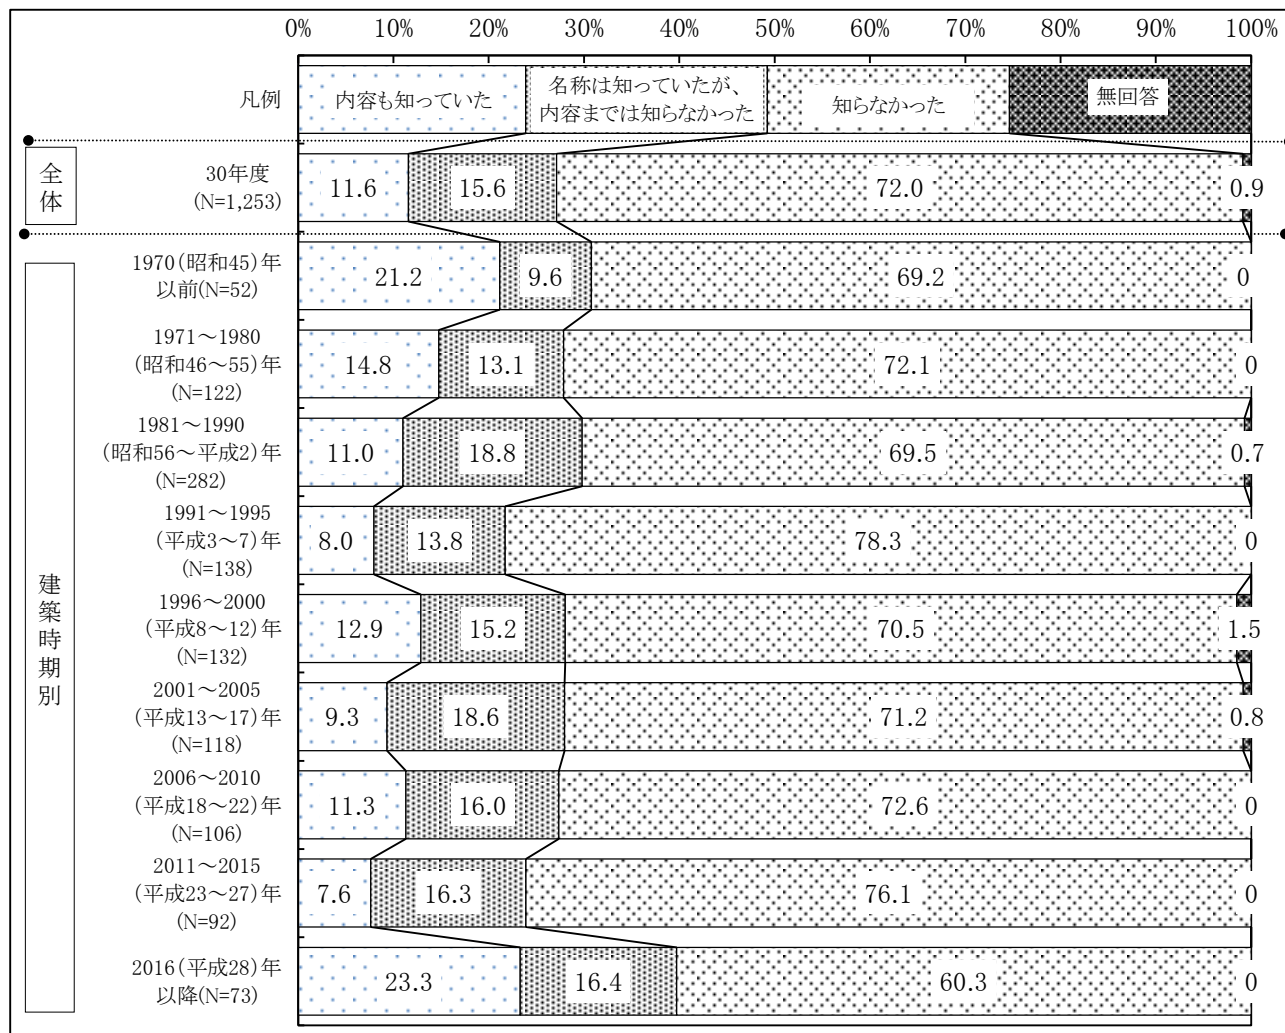 0% 10% 20% 30% 40% 50% 60% 70% 80% 90% 100%
凡例
内容も知っていた
名称は知っていたが、
内容までは知らなかった
知らなかった
無回答
全体
30年度
(N=1,253)
11.6 15.6 72.0 0.9
建築時期別
1970(昭和45)年
以前(N=52)
21.2 9.6 69.2 0
1971～1980
(昭和46～55)年
(N=122)
14.8 13.1 72.1 0
1981～1990
(昭和56～平成2)年
(N=282)
11.0 18.8 69.5 0.7
1991～1995
(平成3～7)年
(N=138)
8.0 13.8 78.3 0
1996～2000
(平成8～12)年
(N=132)
12.9 15.2 70.5 1.5
2001～2005
(平成13～17)年
(N=118)
9.3 18.6 71.2 0.8
2006～2010
(平成18～22)年
(N=106)
11.3 16.0 72.6 0
2011～2015
(平成23～27)年
(N=92)
7.6 16.3 76.1 0
2016(平成28)年
以降(N=73)
23.3 16.4 60.3 0